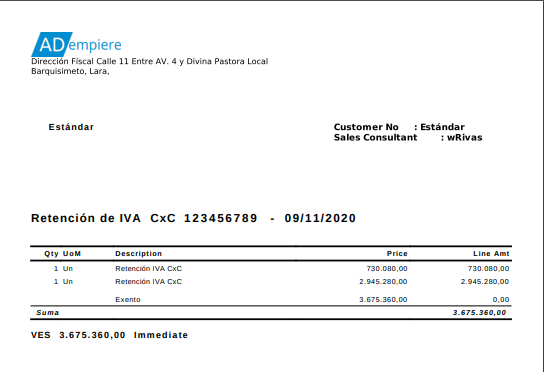 ADempiere
Dirección Físcal Calle 11 Entre AV. 4 y Divina Pastora Local
Barquisimeto, Lara,
Estándar
Customer No : Estándar
Sales Consultant : wRivas
Retención de IVA CxC 123456789 - 09/11/2020
Qty UoM Description Price Line Amt
1 Un Retención IVA CxC 730.080,00 730.080,00
1 Un Retención IVA CxC 2.945.280,00 2.945.280,00
Exento 3.675.360,00 0,00
Suma 3.675.360,00
VES 3.675.360,00 Immediate